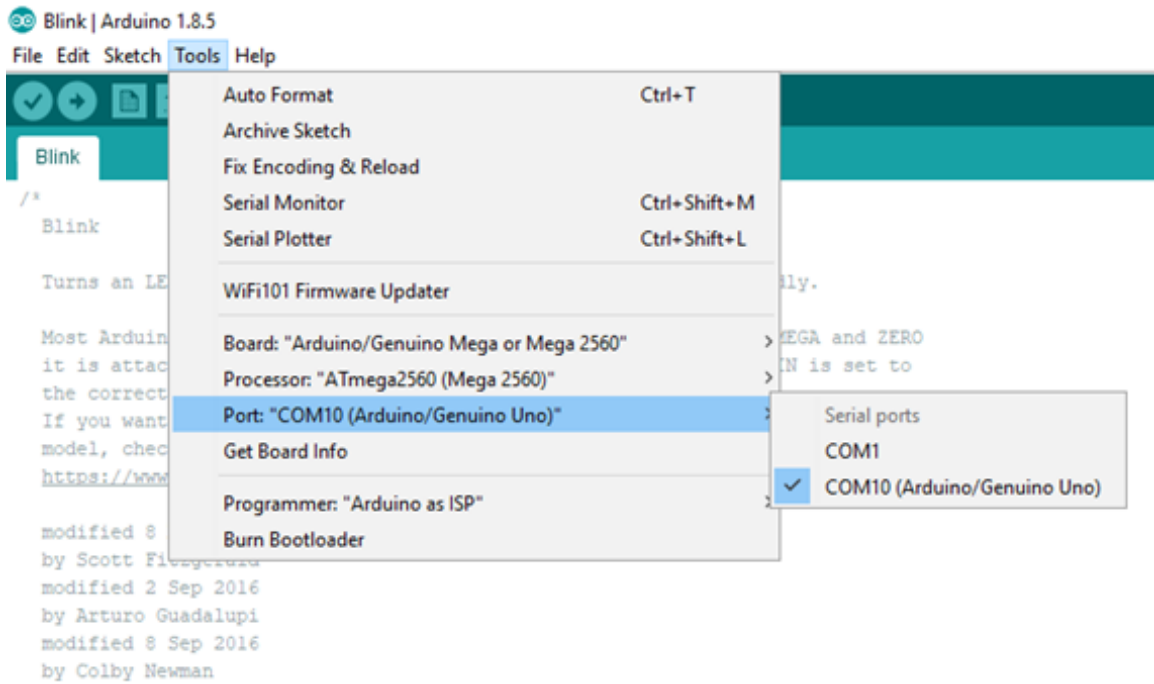 Blink | Arduino 1.8.5
File Edit Sketch Tools Help
Auto Format Ctrl+T
Archive Sketch
Fix Encoding & Reload
Serial Monitor Ctrl+Shift+M
Serial Plotter Ctrl+Shift+L
WiFi101 Firmware Updater
Board: "Arduino/Genuino Mega or Mega 2560"
Processor: "ATmega2560 (Mega 2560)"
Port: "COM10 (Arduino/Genuino Uno)"
Get Board Info
Programmer: "Arduino as ISP"
Burn Bootloader
Serial ports
COM1
COM10 (Arduino/Genuino Uno)
Blink
/*
Blink
Turns an LE
Most Arduin MEGA and ZERO
it is attac IN is set to
the correct
If you want
model, chec
https://www
modified 8
by Scott Fitzgerald
modified 2 Sep 2016
by Arturo Guadalupi
modified 8 Sep 2016
by Colby Newman